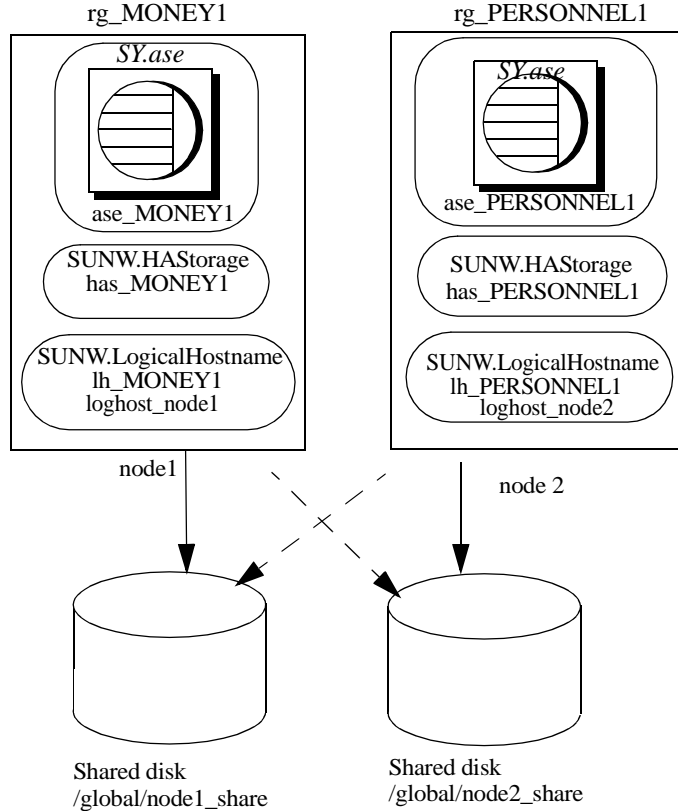 rg_MONEY1
SY.ase
ase_MONEY1
SUNW.HAStorage
has_MONEY1
SUNW.LogicalHostname
lh_MONEY1
loghost_node1
node1
rg_PERSONNEL1
SY.ase
ase_PERSONNEL1
SUNW.HAStorage
has_PERSONNEL1
SUNW.LogicalHostname
lh_PERSONNEL1
loghost_node2
node 2
Shared disk
/global/node1_share
Shared disk
/global/node2_share